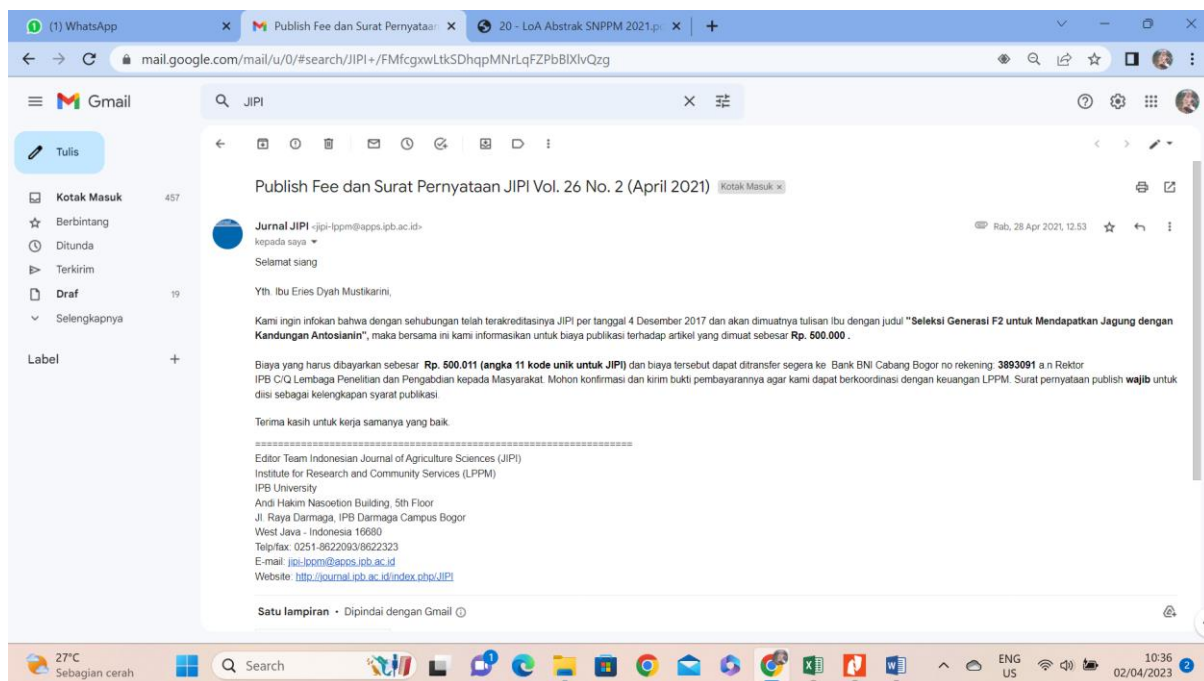 (1) WhatsApp
Publish Fee dan Surat Pernyataan
20 - LoA Abstrak SNPPM 2021.p
mail.google.com/mail/u/0/#search/JIPI+/FMfcgxwLtkSDhqpMNrLqFZPbBlXlvQzg
Gmail
JIPI
Tulis
Kotak Masuk 457
Berbintang
Ditunda
Terkirim
Draf 19
Selengkapnya
Label
Publish Fee dan Surat Pernyataan JIPI Vol. 26 No. 2 (April 2021) Kotak Masuk x
Jurnal JIPI <jipi-lppm@apps.ipb.ac.id> Rab, 28 Apr 2021, 12.53
kepada saya
Selamat siang
Yth. Ibu Eries Dyah Mustikarini,
Kami ingin infokan bahwa dengan sehubungan telah terakreditasinya JIPI per tanggal 4 Desember 2017 dan akan dimuatnya tulisan Ibu dengan judul "Seleksi Generasi F2 untuk Mendapatkan Jagung dengan
Kandungan Antosianin", maka bersama ini kami informasikan untuk biaya publikasi terhadap artikel yang dimuat sebesar Rp. 500.000 .
Biaya yang harus dibayarkan sebesar Rp. 500.011 (angka 11 kode unik untuk JIPI) dan biaya tersebut dapat ditransfer segera ke Bank BNI Cabang Bogor no rekening: 3893091 a.n Rektor
IPB C/Q Lembaga Penelitian dan Pengabdian kepada Masyarakat. Mohon konfirmasi dan kirim bukti pembayarannya agar kami dapat berkoordinasi dengan keuangan LPPM. Surat pernyataan publish wajib untuk
diisi sebagai kelengkapan syarat publikasi.
Terima kasih untuk kerja samanya yang baik.
==================================================================
Editor Team Indonesian Journal of Agriculture Sciences (JIPI)
Institute for Research and Community Services (LPPM)
IPB University
Andi Hakim Nasoetion Building, 5th Floor
Jl. Raya Darmaga, IPB Darmaga Campus Bogor
West Java - Indonesia 16680
Telp/fax: 0251-8622093/8622323
E-mail: jipi-lppm@apps.ipb.ac.id
Website: http://journal.ipb.ac.id/index.php/JIPI
Satu lampiran • Dipindai dengan Gmail
27°C
Sebagian cerah
Search
ENG
US
10:36
02/04/2023
2